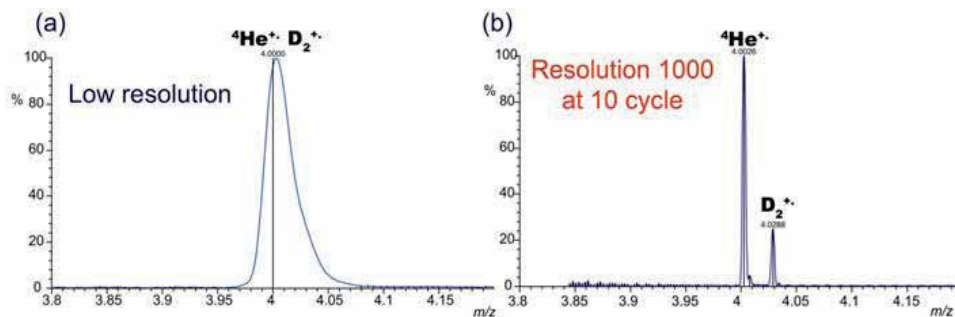 (a)
⁴He⁺· D₂⁺·
4.0000
100
80
%
60
40
20
0
Low resolution
3.8 3.85 3.9 3.95 4 4.05 4.1 4.15
m/z
(b)
⁴He⁺·
4.0026
100
80
%
60
40
20
0
Resolution 1000
at 10 cycle
D₂⁺·
4.0288
3.8 3.85 3.9 3.95 4 4.05 4.1 4.15
m/z